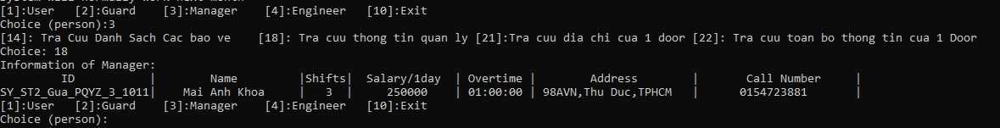 [1]:User [2]:Guard [3]:Manager [4]:Engineer [10]:Exit
Choice (person):3
[14]: Tra Cuu Danh Sach Cac bao ve [18]: Tra cuu thong tin quan ly [21]:Tra cuu dia chi cua 1 door [22]: Tra cuu toan bo thong tin cua 1 Door
Choice: 18
Information of Manager:
ID | Name |Shifts| Salary/1day | Overtime | Address | Call Number |
SY_ST2_Gua_PQYZ_3_1011| Mai Anh Khoa | 3 | 250000 | 01:00:00 | 98AVN,Thu Duc,TPHCM | 0154723881 |
[1]:User [2]:Guard [3]:Manager [4]:Engineer [10]:Exit
Choice (person):